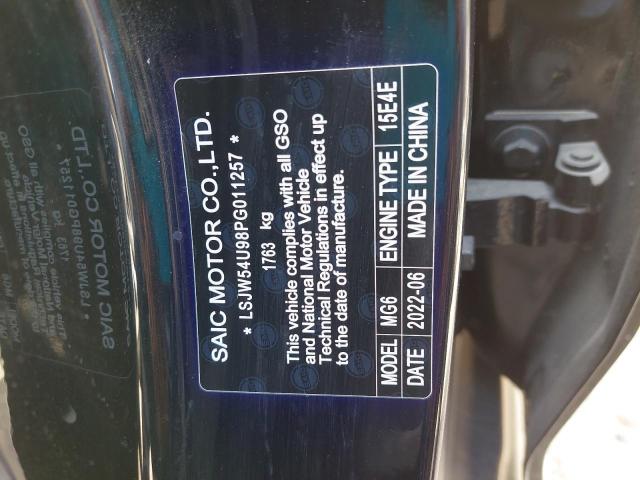 SAIC MOTOR CO.,LTD.
* LSJW54U98PG011257 *
1763 kg
This vehicle complies with all GSO
and National Motor Vehicle
Technical Regulations in effect up
to the date of manufacture.
MODEL MG6 ENGINE TYPE 15E4E
DATE 2022-06 MADE IN CHINA